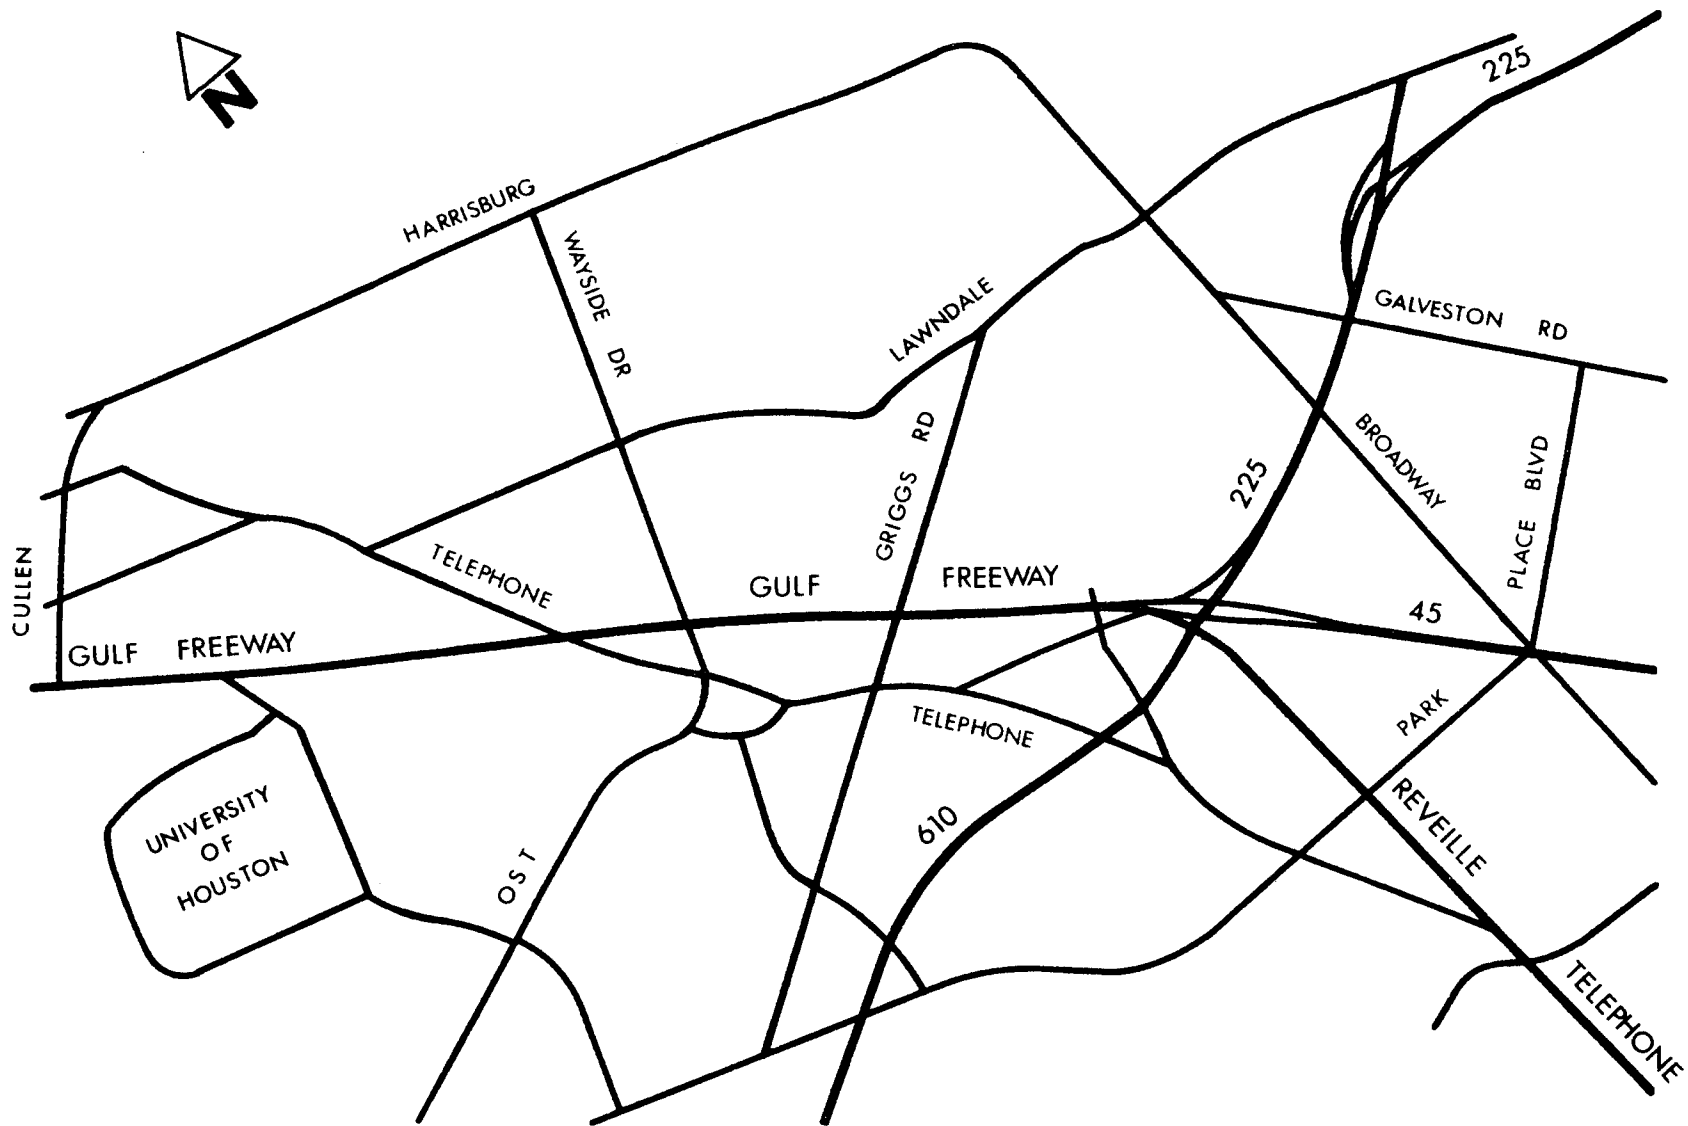 N
225
HARRISBURG
WAYSIDE DR
LAWNDALE
GALVESTON RD
GRIGGS RD
BROADWAY
PLACE BLVD
225
TELEPHONE
CULLEN
GULF FREEWAY
GULF FREEWAY
45
PARK
TELEPHONE
REVEILLE
610
UNIVERSITY
OF
HOUSTON
OST
TELEPHONE